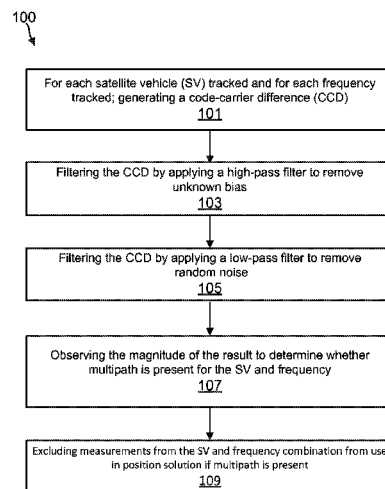 100
For each satellite vehicle (SV) tracked and for each frequency
tracked; generating a code-carrier difference (CCD)
101
Filtering the CCD by applying a high-pass filter to remove
unknown bias
103
Filtering the CCD by applying a low-pass filter to remove
random noise
105
Observing the magnitude of the result to determine whether
multipath is present for the SV and frequency
107
Excluding measurements from the SV and frequency combination from use
in position solution if multipath is present
109